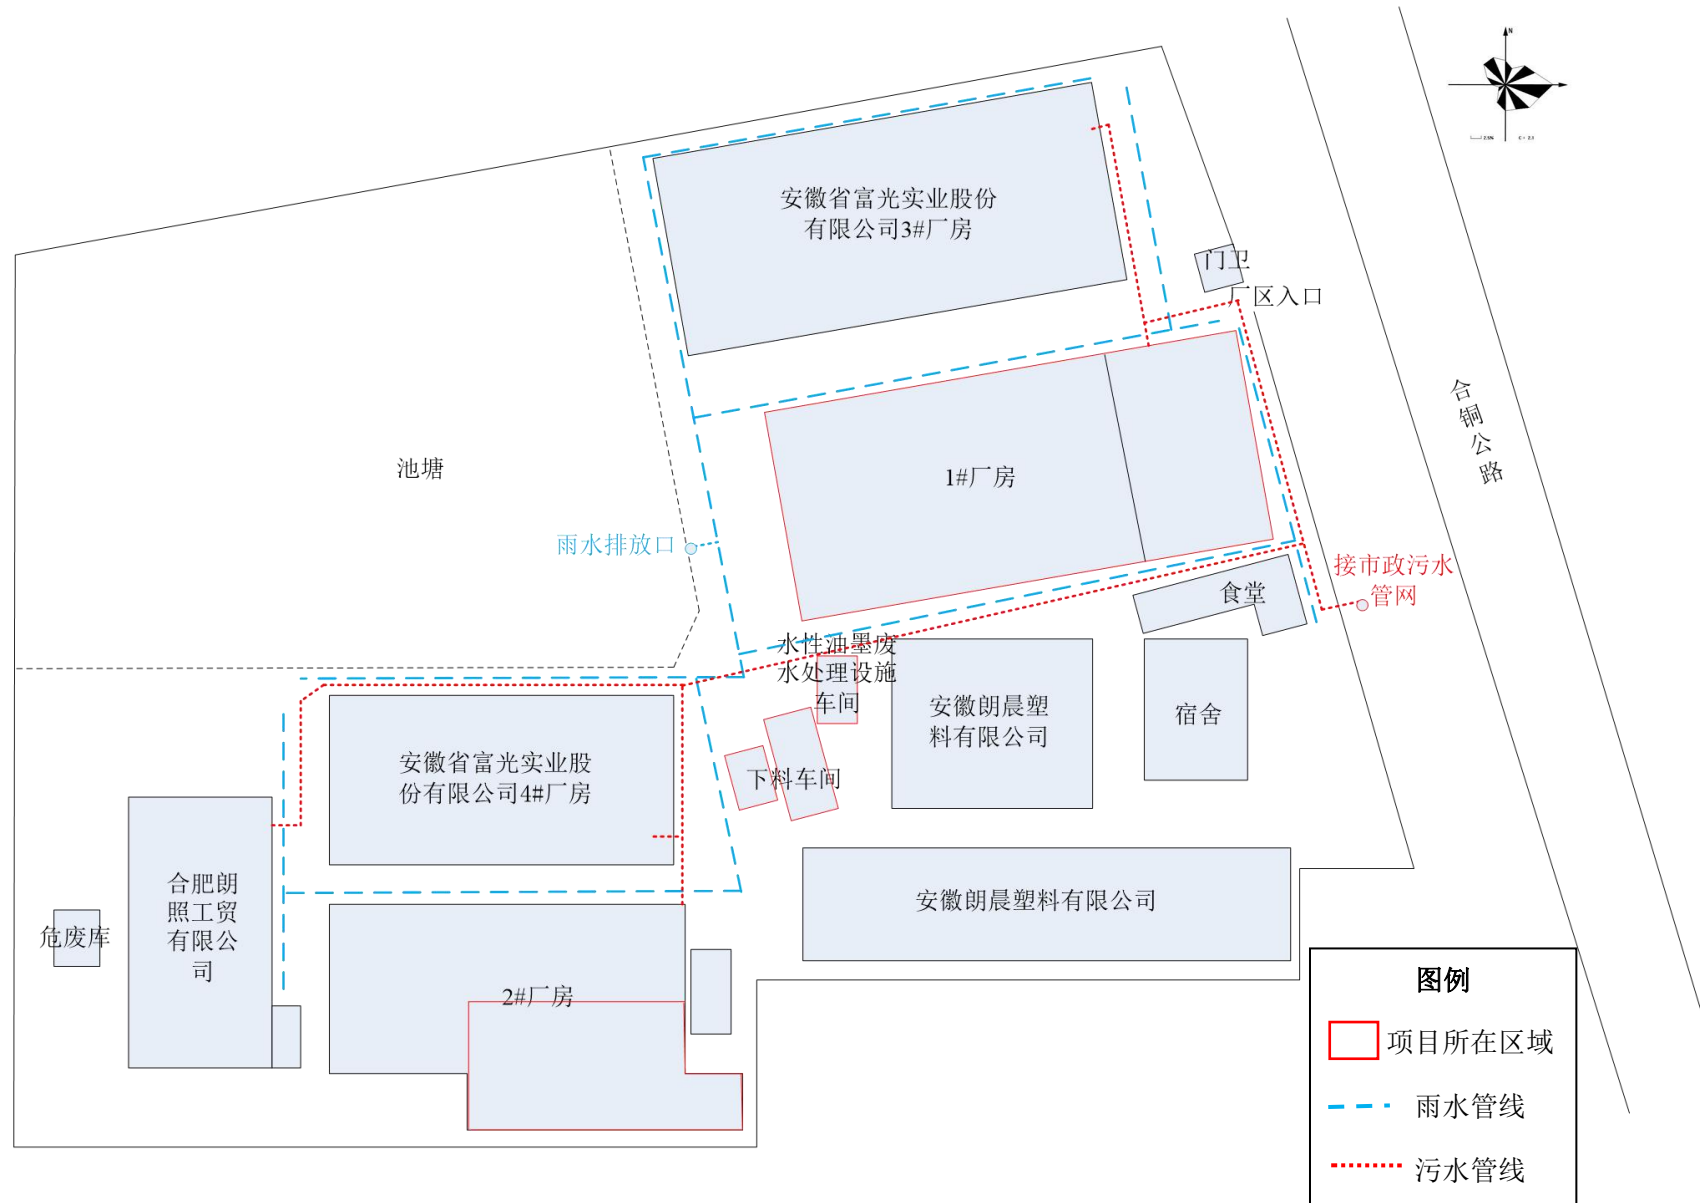 N
安徽省富光实业股份
有限公司3#厂房
门卫
厂区入口
合铜公路
1#厂房
池塘
雨水排放口
接市政污水
管网
食堂
水性油墨废
水处理设施
车间
安徽朗晨塑
料有限公司
宿舍
安徽省富光实业股
份有限公司4#厂房
下料车间
合肥朗
照工贸
有限公
司
危废库
安徽朗晨塑料有限公司
2#厂房
图例
项目所在区域
雨水管线
污水管线